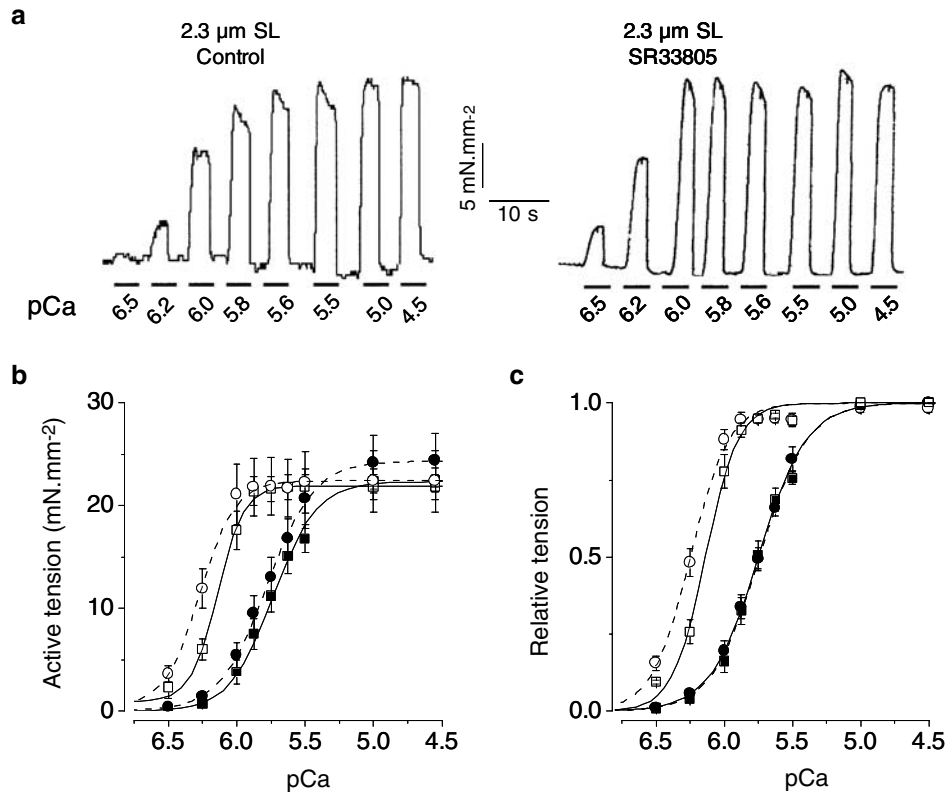 a
2.3 µm SL
Control
2.3 µm SL
SR33805
5 mN.mm-2
10 s
pCa
6.5 6.2 6.0 5.8 5.6 5.5 5.0 4.5
6.5 6.2 6.0 5.8 5.6 5.5 5.0 4.5
b
Active tension (mN.mm-2)
30
20
10
0
6.5 6.0 5.5 5.0 4.5
pCa
c
Relative tension
1.0
0.5
0.0
6.5 6.0 5.5 5.0 4.5
pCa